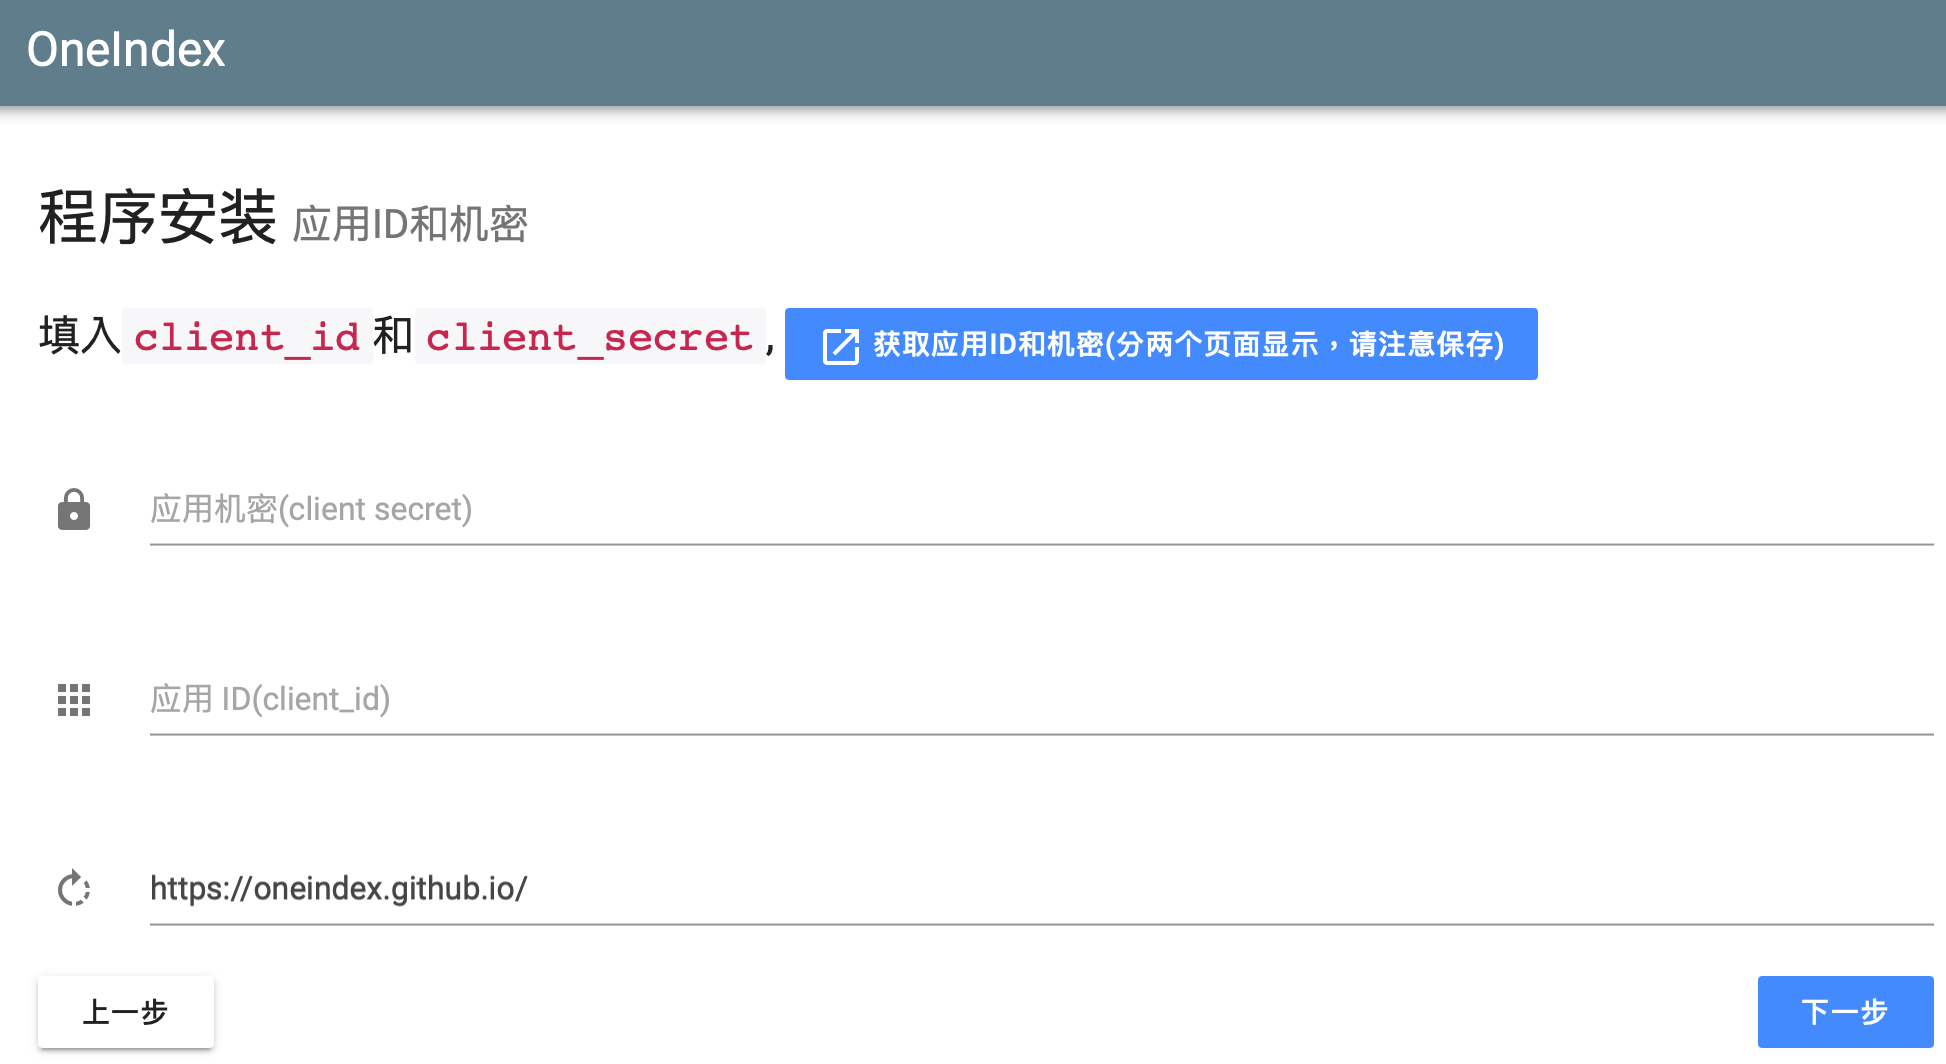 OneIndex
程序安装 应用ID和机密
填入 client_id 和 client_secret , 获取应用ID和机密(分两个页面显示，请注意保存)
应用机密(client secret)
应用 ID(client_id)
https://oneindex.github.io/
上一步 下一步